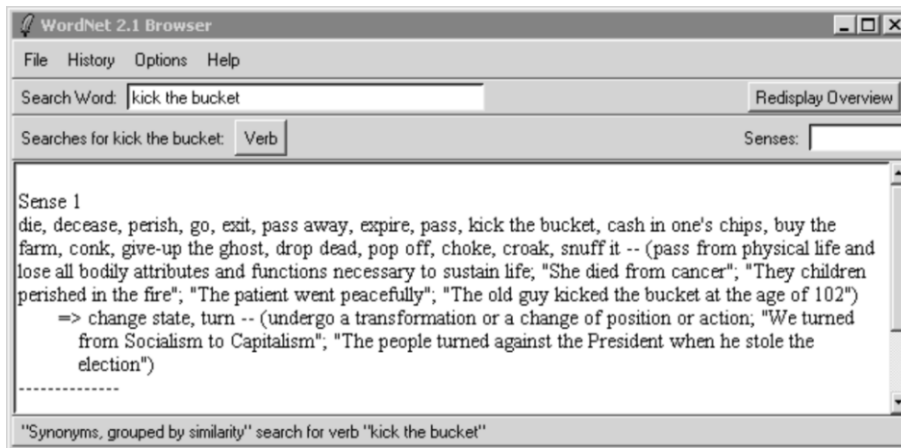 WordNet 2.1 Browser
File History Options Help
Search Word: kick the bucket Redisplay Overview
Searches for kick the bucket: Verb Senses:
Sense 1
die, decease, perish, go, exit, pass away, expire, pass, kick the bucket, cash in one's chips, buy the
farm, conk, give-up the ghost, drop dead, pop off, choke, croak, snuff it -- (pass from physical life and
lose all bodily attributes and functions necessary to sustain life; "She died from cancer"; "They children
perished in the fire"; "The patient went peacefully"; "The old guy kicked the bucket at the age of 102")
=> change state, turn -- (undergo a transformation or a change of position or action; "We turned
from Socialism to Capitalism"; "The people turned against the President when he stole the
election")
--------------
"Synonyms, grouped by similarity" search for verb "kick the bucket"